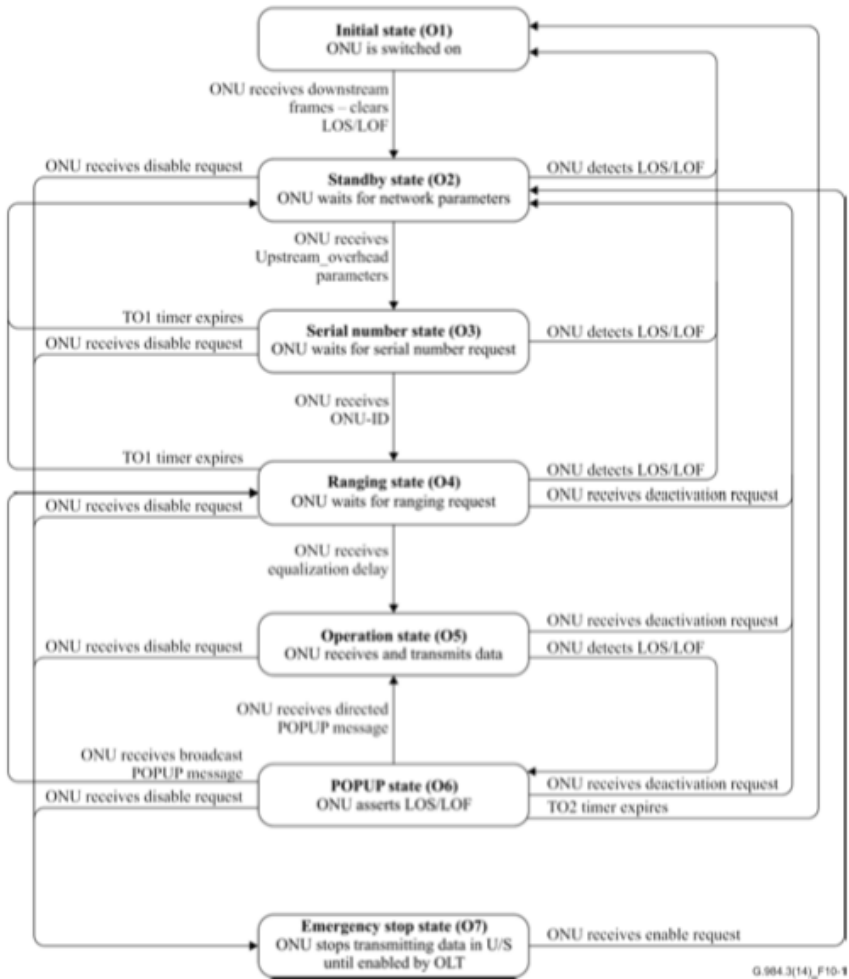 Initial state (O1)
ONU is switched on
ONU receives downstream
frames – clears
LOS/LOF
ONU receives disable request
Standby state (O2)
ONU waits for network parameters
ONU detects LOS/LOF
ONU receives
Upstream_overhead
parameters
TO1 timer expires
ONU receives disable request
Serial number state (O3)
ONU waits for serial number request
ONU detects LOS/LOF
ONU receives
ONU-ID
TO1 timer expires
ONU receives disable request
Ranging state (O4)
ONU waits for ranging request
ONU detects LOS/LOF
ONU receives deactivation request
ONU receives
equalization delay
ONU receives disable request
Operation state (O5)
ONU receives and transmits data
ONU receives deactivation request
ONU detects LOS/LOF
ONU receives directed
POPUP message
ONU receives broadcast
POPUP message
ONU receives disable request
POPUP state (O6)
ONU asserts LOS/LOF
ONU receives deactivation request
TO2 timer expires
Emergency stop state (O7)
ONU stops transmitting data in U/S
until enabled by OLT
ONU receives enable request
G.984.3(14)_F10-1